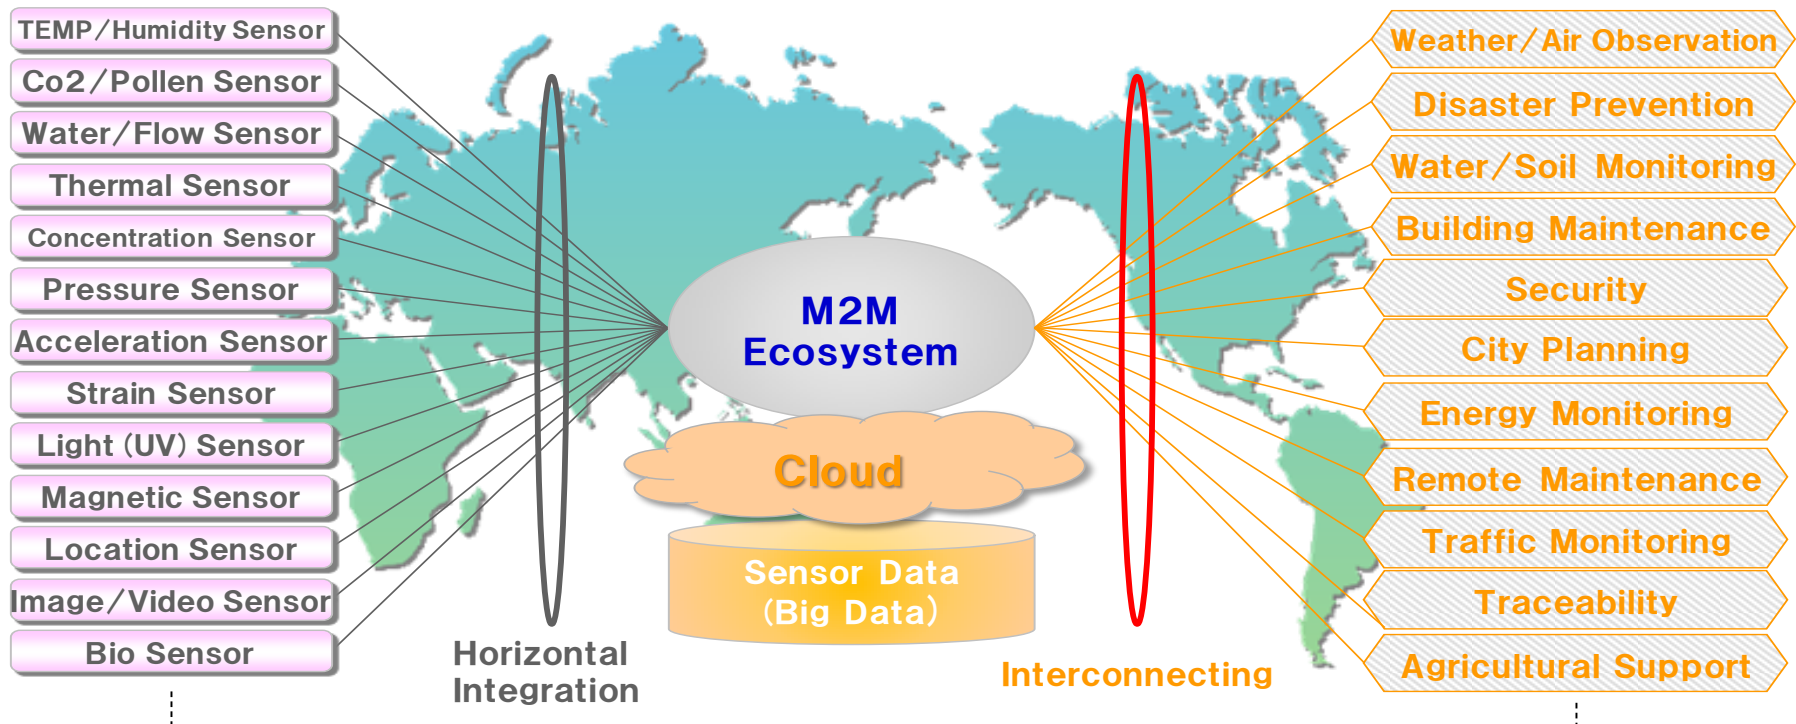 TEMP/Humidity Sensor
Co2/Pollen Sensor
Water/Flow Sensor
Thermal Sensor
Concentration Sensor
Pressure Sensor
Acceleration Sensor
Strain Sensor
Light (UV) Sensor
Magnetic Sensor
Location Sensor
Image/Video Sensor
Bio Sensor
Horizontal
Integration
M2M
Ecosystem
Cloud
Sensor Data
(Big Data)
Interconnecting
Weather/Air Observation
Disaster Prevention
Water/Soil Monitoring
Building Maintenance
Security
City Planning
Energy Monitoring
Remote Maintenance
Traffic Monitoring
Traceability
Agricultural Support